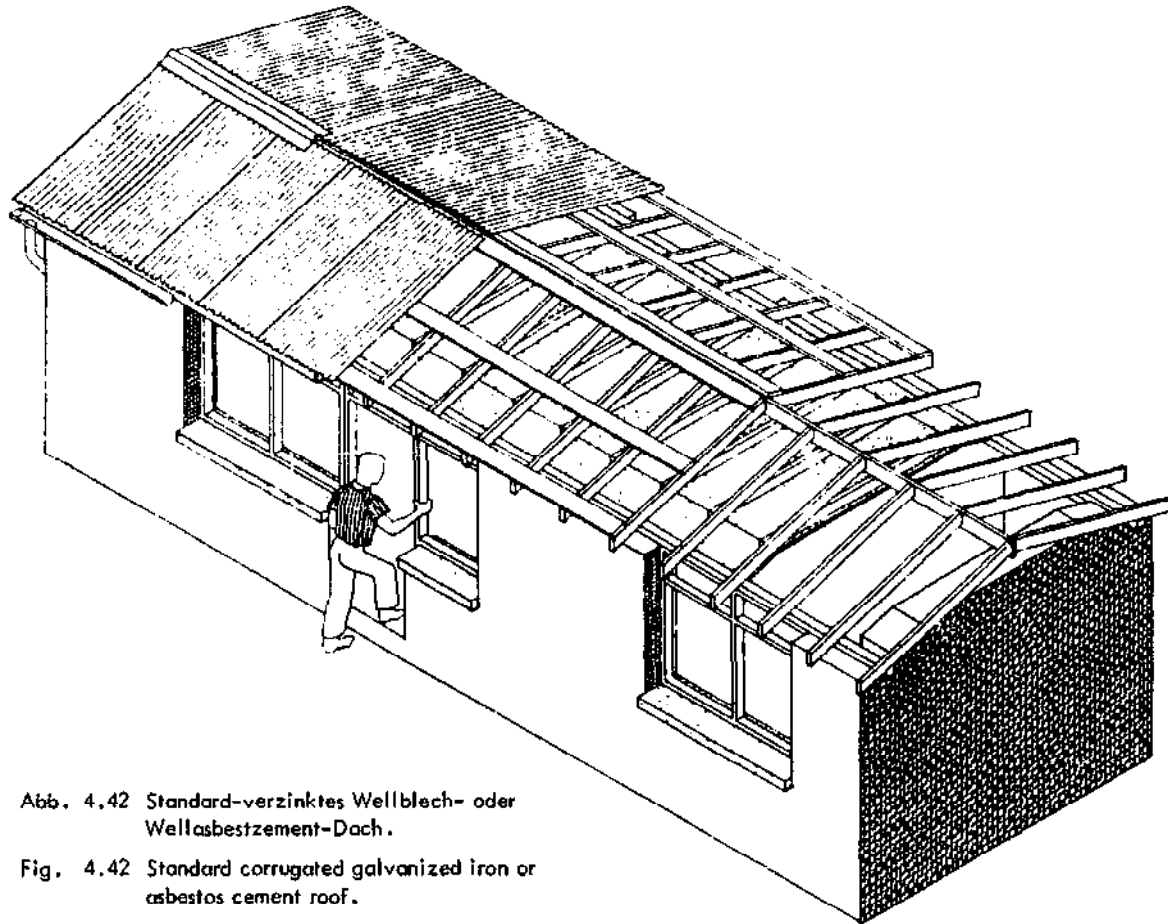 Abb. 4.42 Standard-verzinktes Wellblech- oder
Wellasbestzement-Dach.
Fig. 4.42 Standard corrugated galvanized iron or
asbestos cement roof.